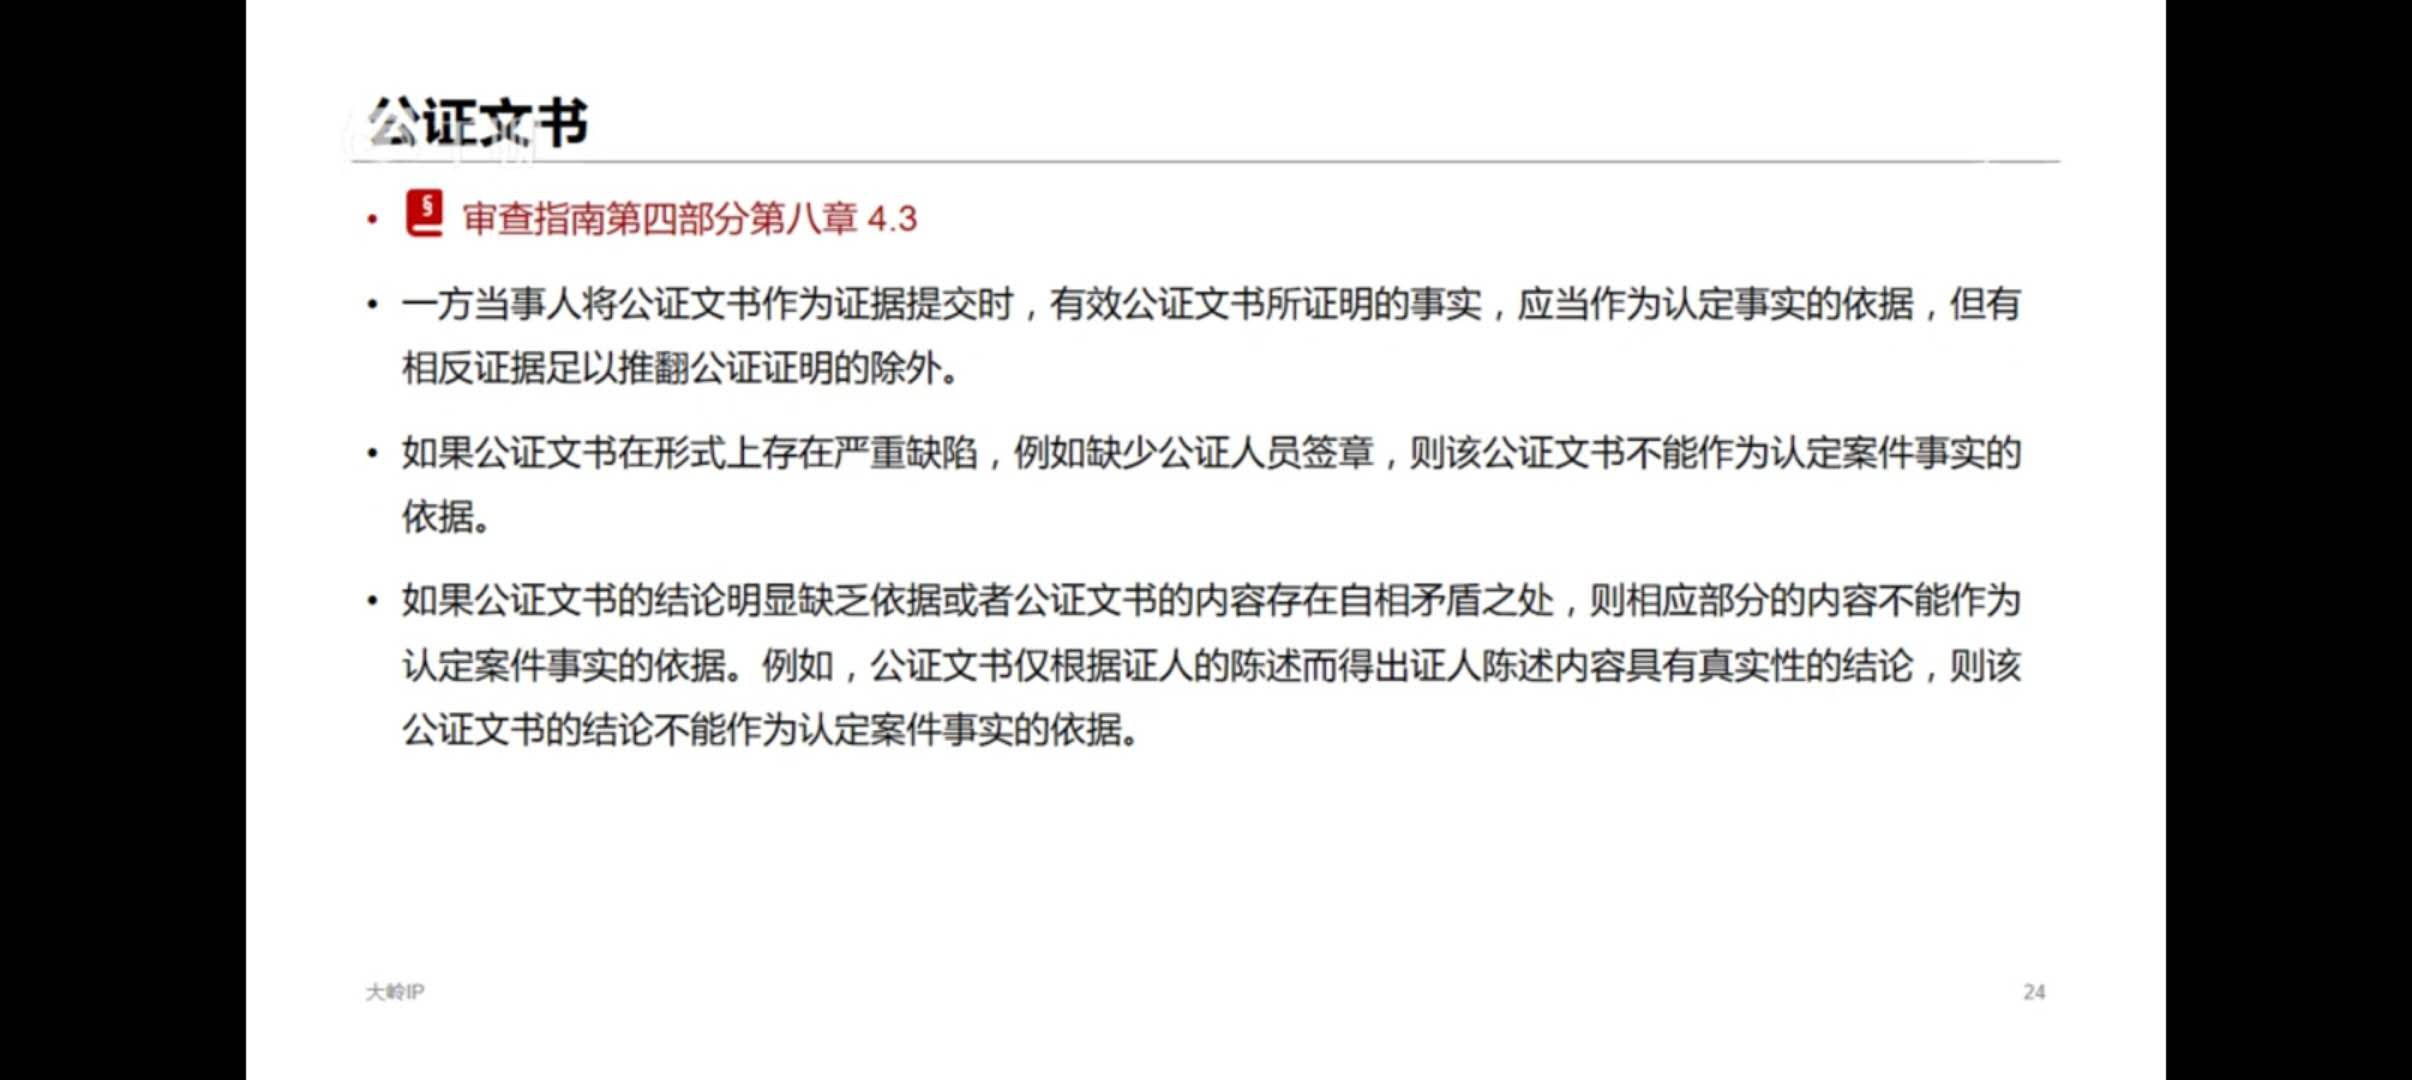 公证文书
• § 审查指南第四部分第八章 4.3
• 一方当事人将公证文书作为证据提交时，有效公证文书所证明的事实，应当作为认定事实的依据，但有
相反证据足以推翻公证证明的除外。
• 如果公证文书在形式上存在严重缺陷，例如缺少公证人员签章，则该公证文书不能作为认定案件事实的
依据。
• 如果公证文书的结论明显缺乏依据或者公证文书的内容存在自相矛盾之处，则相应部分的内容不能作为
认定案件事实的依据。例如，公证文书仅根据证人的陈述而得出证人陈述内容具有真实性的结论，则该
公证文书的结论不能作为认定案件事实的依据。
大岭IP
24